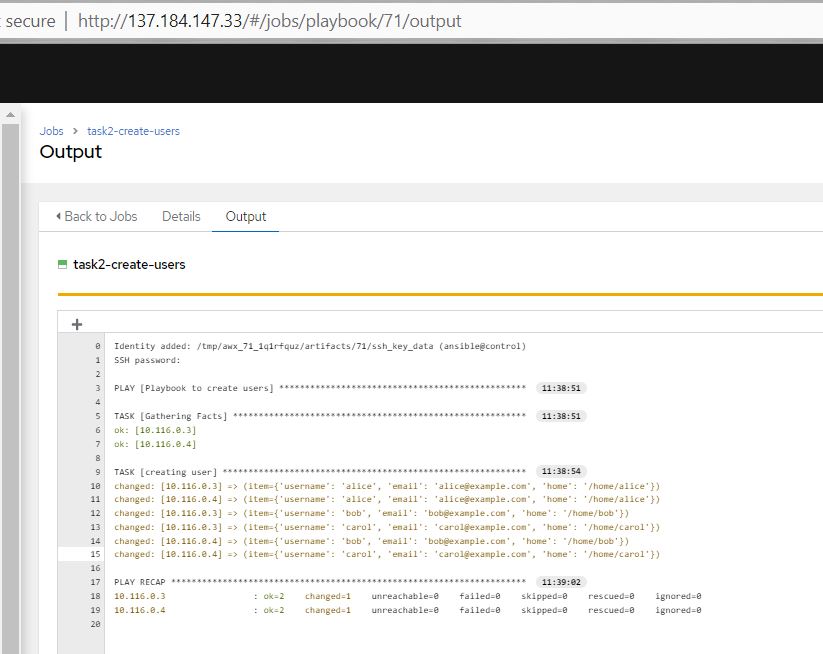 secure | http://137.184.147.33/#/jobs/playbook/71/output
Jobs > task2-create-users
Output
Back to Jobs Details Output
task2-create-users
+
0 Identity added: /tmp/awx_71_1q1rfquz/artifacts/71/ssh_key_data (ansible@control)
1 SSH password:
2
3 PLAY [Playbook to create users] ************************************************ 11:38:51
4
5 TASK [Gathering Facts] ********************************************************* 11:38:51
6 ok: [10.116.0.3]
7 ok: [10.116.0.4]
8
9 TASK [creating user] *********************************************************** 11:38:54
10 changed: [10.116.0.3] => (item={'username': 'alice', 'email': 'alice@example.com', 'home': '/home/alice'})
11 changed: [10.116.0.4] => (item={'username': 'alice', 'email': 'alice@example.com', 'home': '/home/alice'})
12 changed: [10.116.0.3] => (item={'username': 'bob', 'email': 'bob@example.com', 'home': '/home/bob'})
13 changed: [10.116.0.3] => (item={'username': 'carol', 'email': 'carol@example.com', 'home': '/home/carol'})
14 changed: [10.116.0.4] => (item={'username': 'bob', 'email': 'bob@example.com', 'home': '/home/bob'})
15 changed: [10.116.0.4] => (item={'username': 'carol', 'email': 'carol@example.com', 'home': '/home/carol'})
16
17 PLAY RECAP ********************************************************************* 11:39:02
18 10.116.0.3 : ok=2 changed=1 unreachable=0 failed=0 skipped=0 rescued=0 ignored=0
19 10.116.0.4 : ok=2 changed=1 unreachable=0 failed=0 skipped=0 rescued=0 ignored=0
20